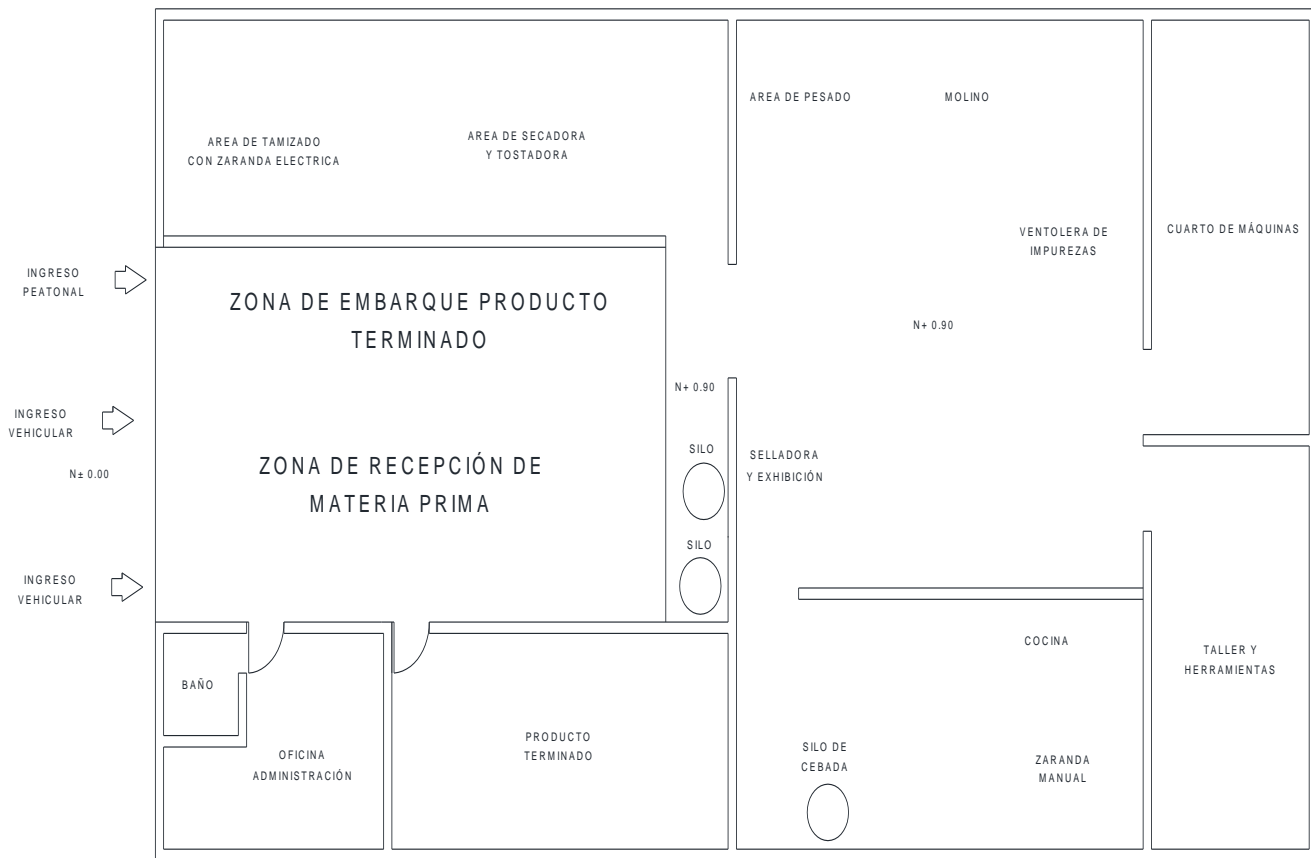 AREA DE PESADO
MOLINO
AREA DE TAMIZADO
CON ZARANDA ELECTRICA
AREA DE SECADORA
Y TOSTADORA
VENTOLERA DE
IMPUREZAS
CUARTO DE MÁQUINAS
INGRESO
PEATONAL
ZONA DE EMBARQUE PRODUCTO
TERMINADO
N+ 0.90
N+ 0.90
INGRESO
VEHICULAR
N± 0.00
ZONA DE RECEPCIÓN DE
MATERIA PRIMA
SILO
SELLADORA
Y EXHIBICIÓN
SILO
INGRESO
VEHICULAR
BAÑO
OFICINA
ADMINISTRACIÓN
PRODUCTO
TERMINADO
COCINA
TALLER Y
HERRAMIENTAS
SILO DE
CEBADA
ZARANDA
MANUAL